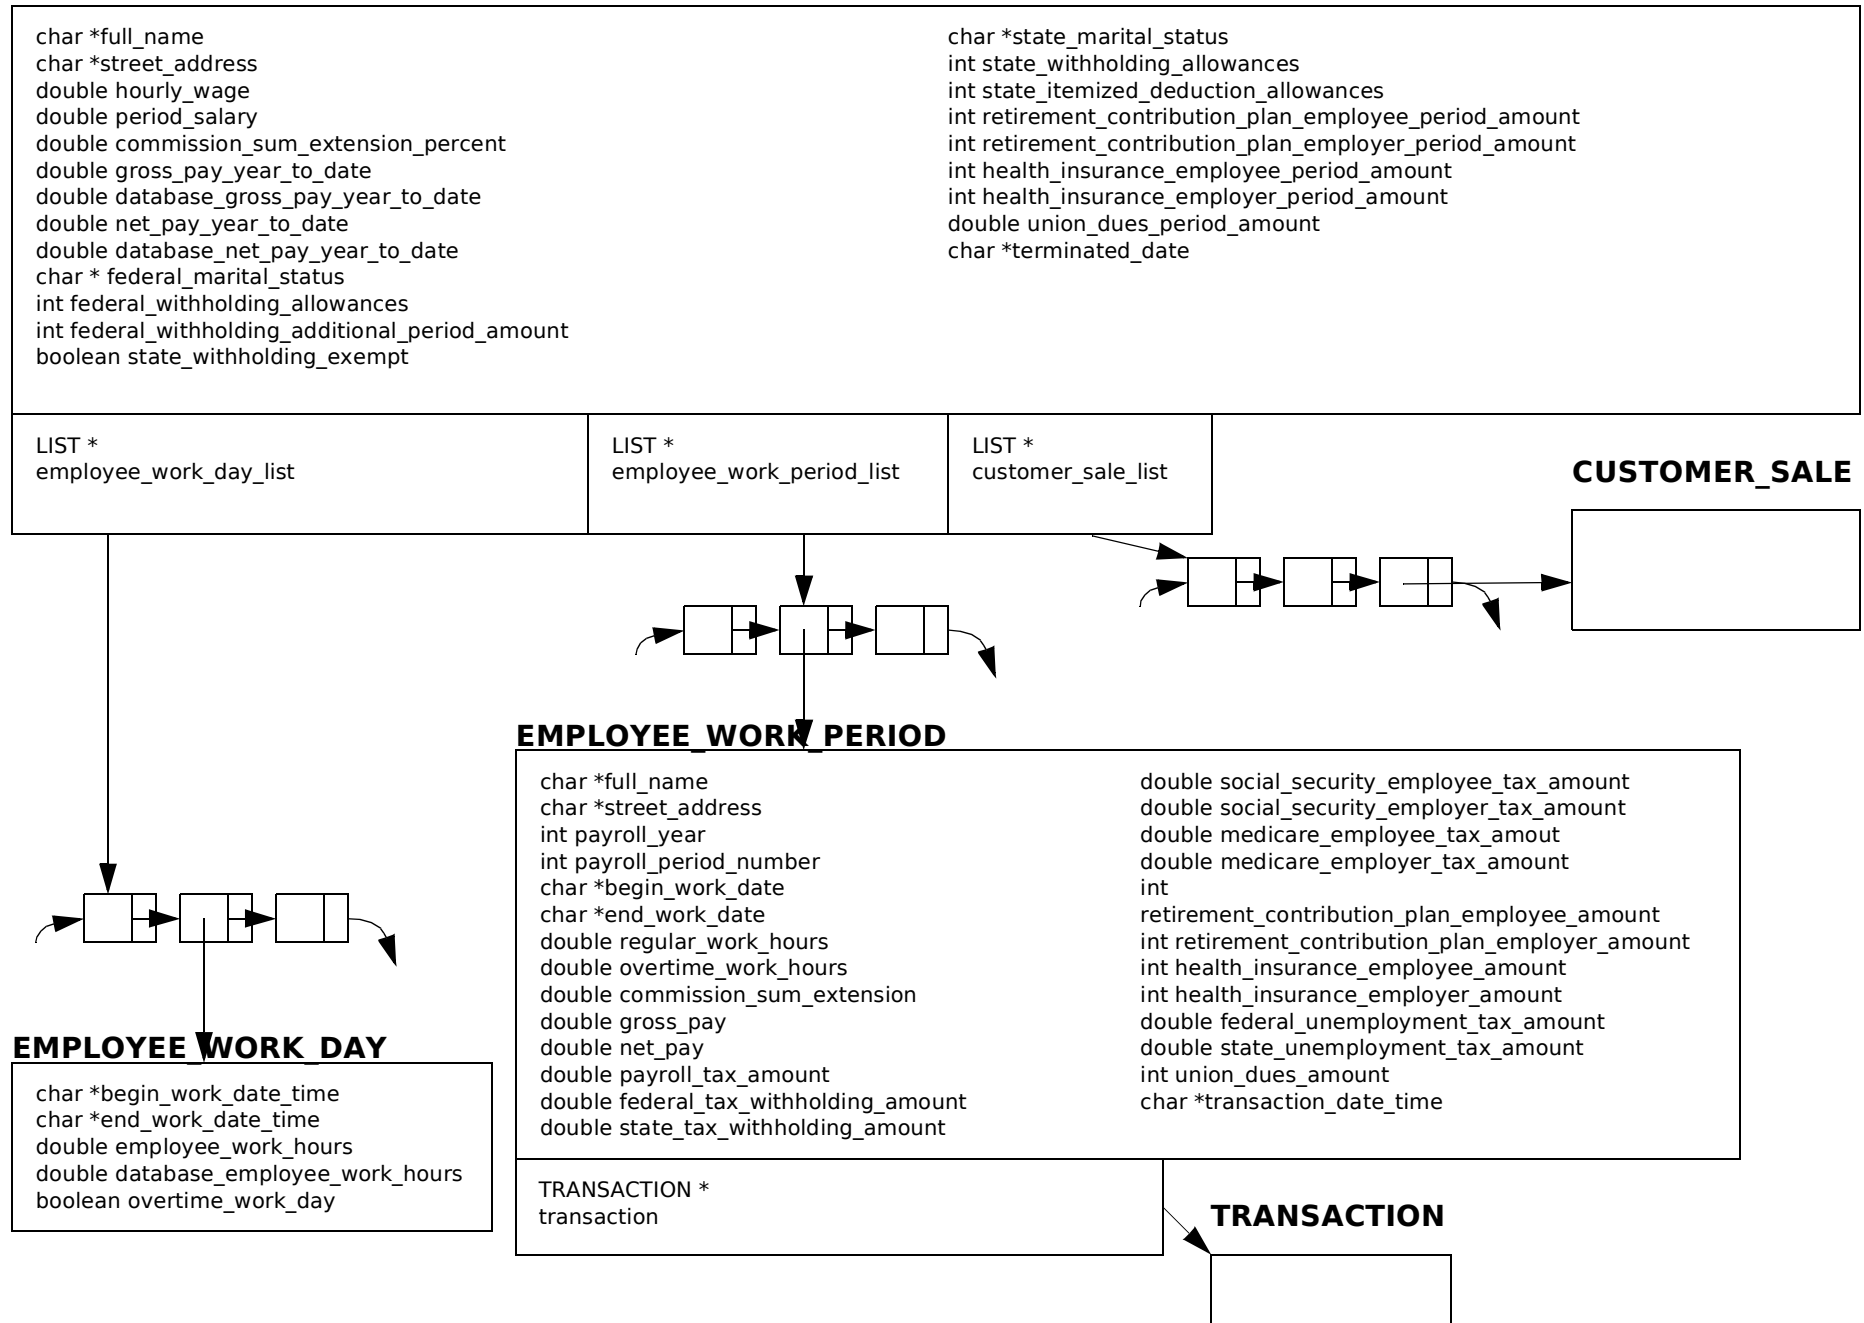 char *full_name
char *street_address
double hourly_wage
double period_salary
double commission_sum_extension_percent
double gross_pay_year_to_date
double database_gross_pay_year_to_date
double net_pay_year_to_date
double database_net_pay_year_to_date
char * federal_marital_status
int federal_withholding_allowances
int federal_withholding_additional_period_amount
boolean state_withholding_exempt
char *state_marital_status
int state_withholding_allowances
int state_itemized_deduction_allowances
int retirement_contribution_plan_employee_period_amount
int retirement_contribution_plan_employer_period_amount
int health_insurance_employee_period_amount
int health_insurance_employer_period_amount
double union_dues_period_amount
char *terminated_date
LIST *
employee_work_day_list
LIST *
employee_work_period_list
LIST *
customer_sale_list
CUSTOMER_SALE
EMPLOYEE_WORK_PERIOD
char *full_name
char *street_address
int payroll_year
int payroll_period_number
char *begin_work_date
char *end_work_date
double regular_work_hours
double overtime_work_hours
double commission_sum_extension
double gross_pay
double net_pay
double payroll_tax_amount
double federal_tax_withholding_amount
double state_tax_withholding_amount
double social_security_employee_tax_amount
double social_security_employer_tax_amount
double medicare_employee_tax_amout
double medicare_employer_tax_amount
int
retirement_contribution_plan_employee_amount
int retirement_contribution_plan_employer_amount
int health_insurance_employee_amount
int health_insurance_employer_amount
double federal_unemployment_tax_amount
double state_unemployment_tax_amount
int union_dues_amount
char *transaction_date_time
EMPLOYEE_WORK_DAY
char *begin_work_date_time
char *end_work_date_time
double employee_work_hours
double database_employee_work_hours
boolean overtime_work_day
TRANSACTION *
transaction
TRANSACTION